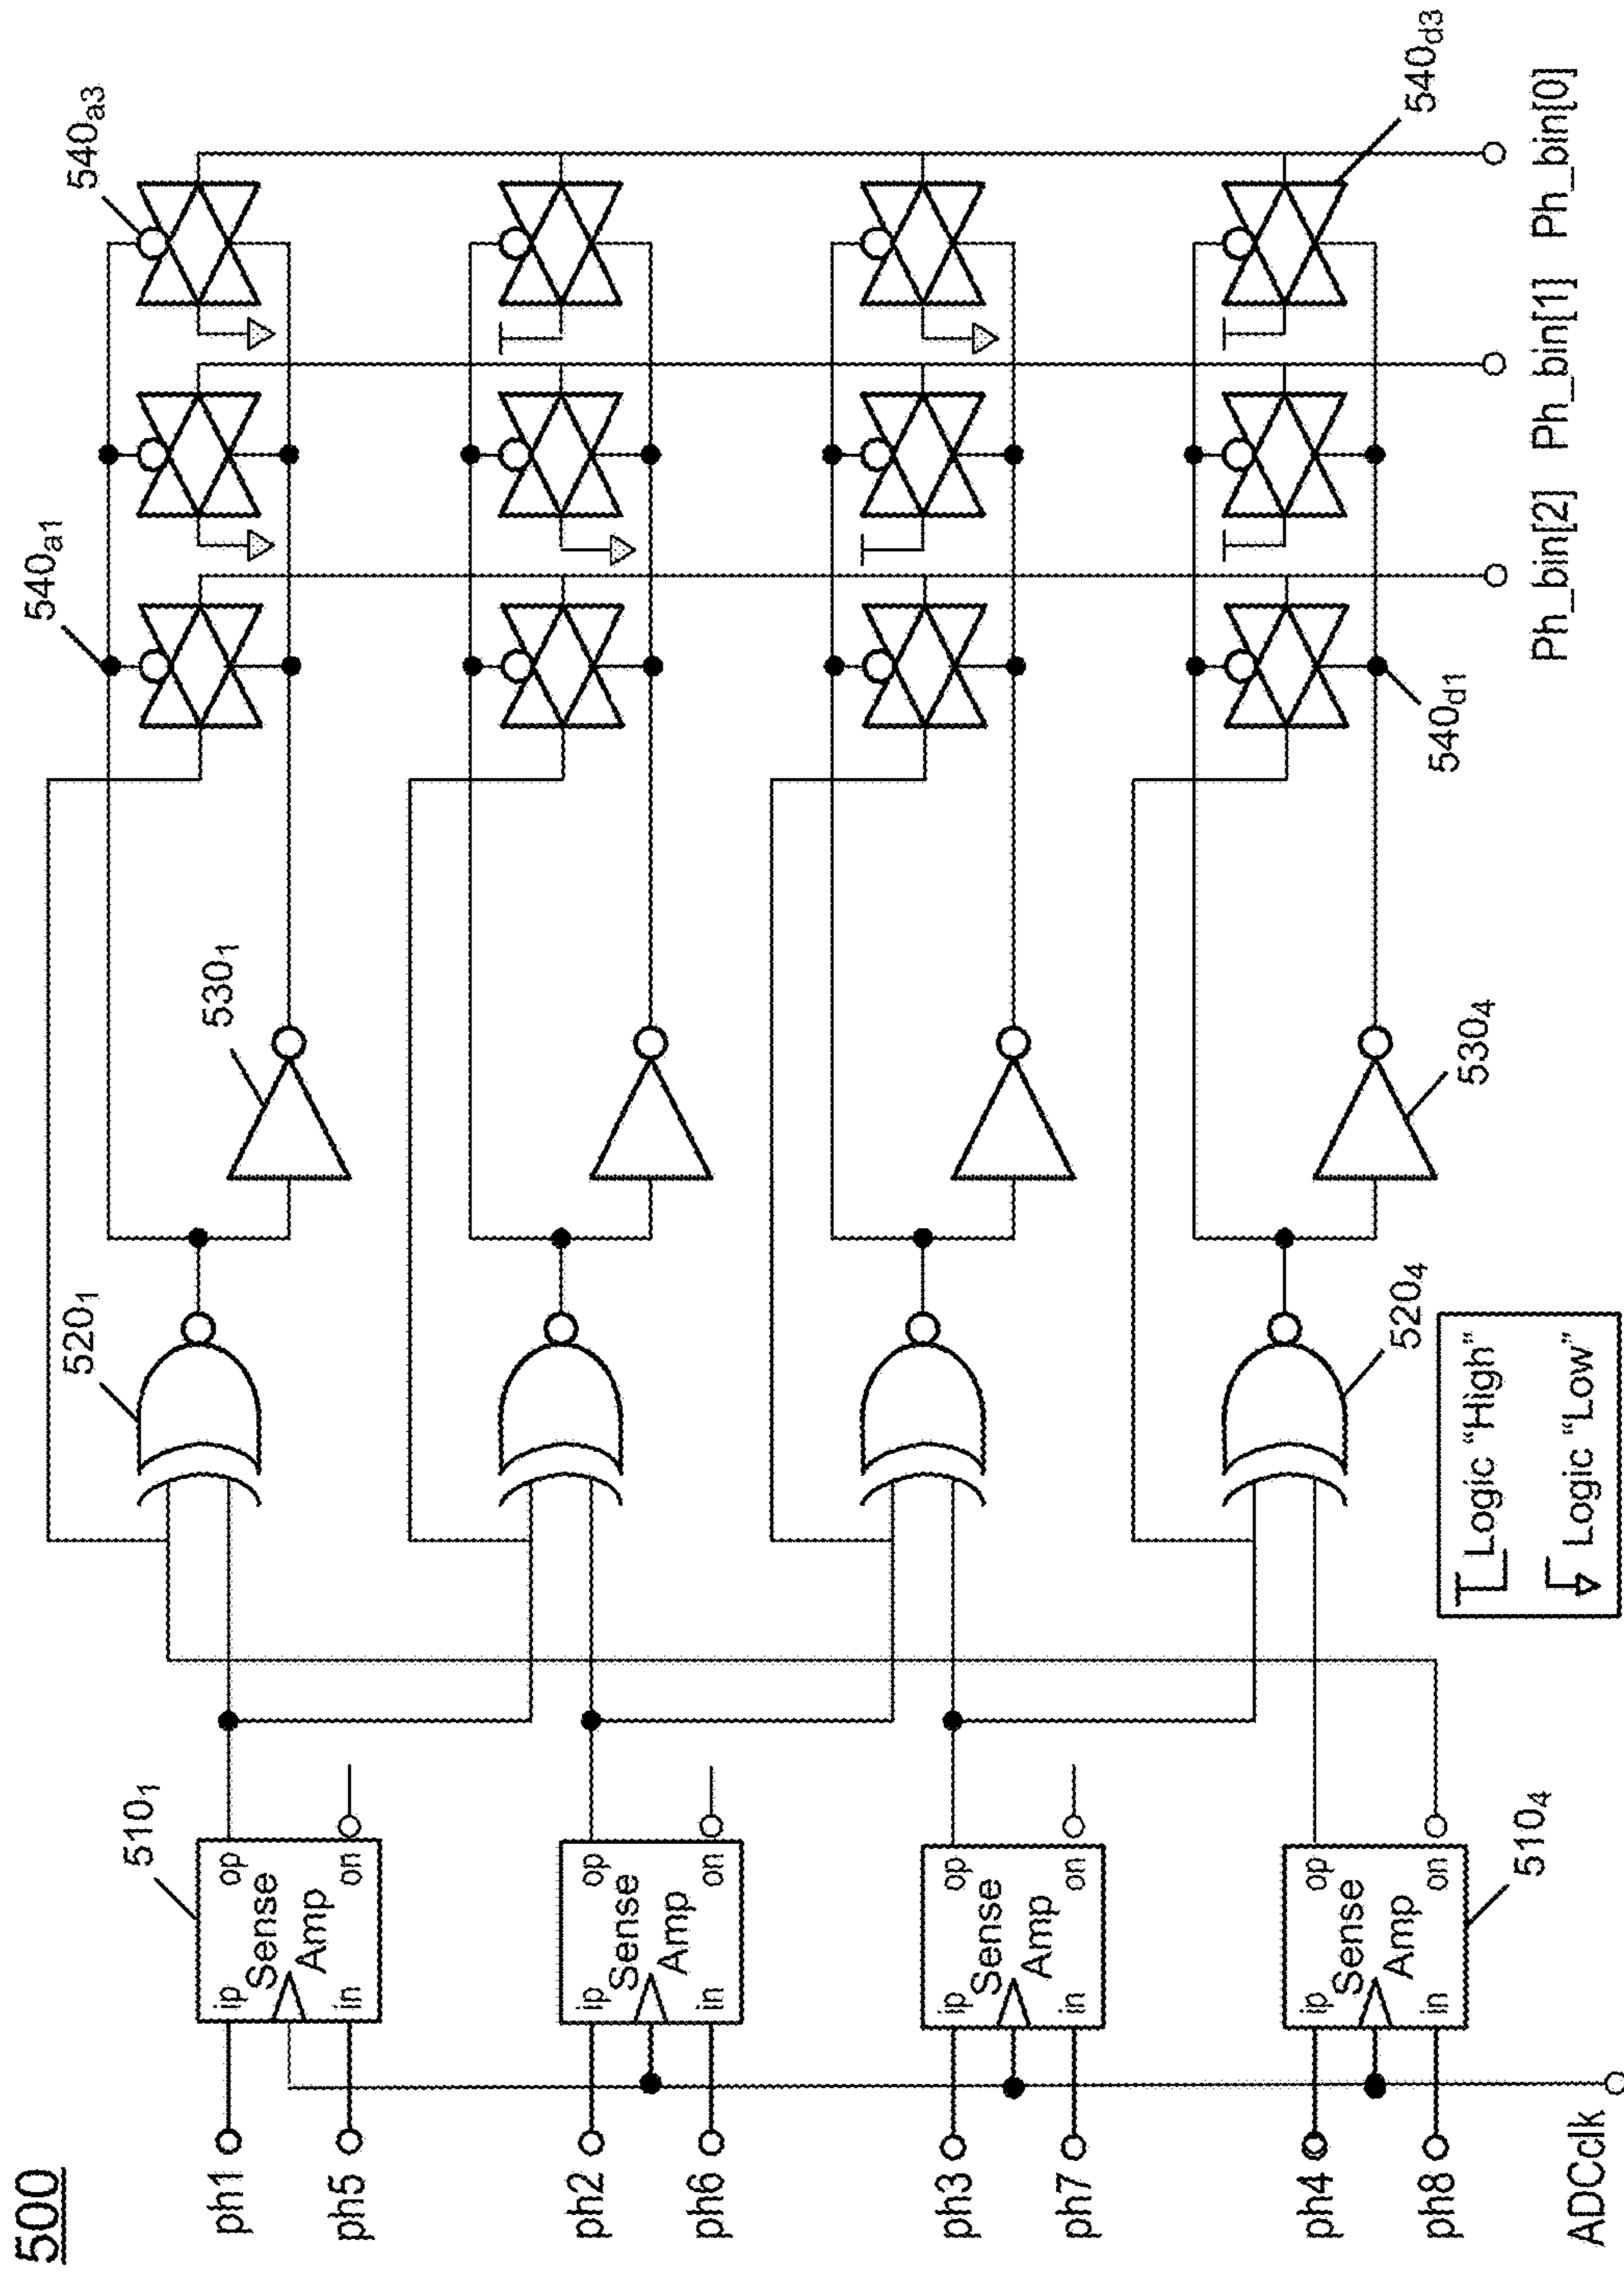 500
ph1
ph5
ip
in
Sense
Amp
op
on
510₁
520₁
530₁
540a1
540a3
ph2
ph6
ip
in
Sense
Amp
op
on
ph3
ph7
ip
in
Sense
Amp
op
on
ph4
ph8
ip
in
Sense
Amp
op
on
510₄
520₄
530₄
540d1
540d3
ADCclk
Logic “High”
Logic “Low”
Ph_bin[2] Ph_bin[1] Ph_bin[0]